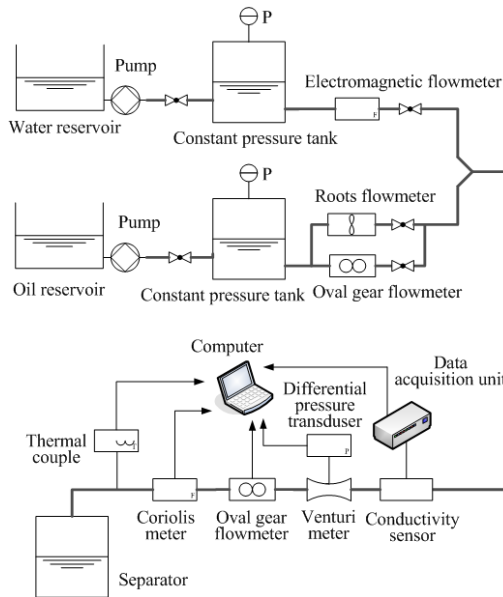 P
Pump
Electromagnetic flowmeter
F
Water reservoir
Constant pressure tank
P
Roots flowmeter
Pump
Oil reservoir
Constant pressure tank
Oval gear flowmeter
Computer
Data
acquisition unit
Differential
pressure
transduser
Thermal
couple
P
F
Coriolis
meter
Oval gear
flowmeter
Venturi
meter
Conductivity
sensor
Separator